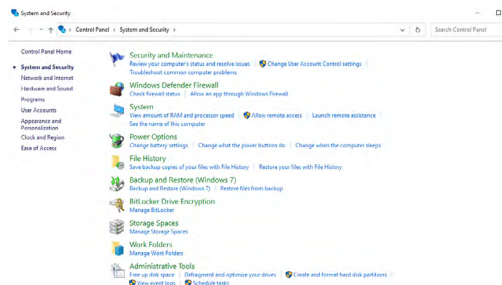 System and Security
Control Panel › System and Security ›
Search Control Panel
Control Panel Home
System and Security
Network and Internet
Hardware and Sound
Programs
User Accounts
Appearance and
Personalization
Clock and Region
Ease of Access
Security and Maintenance
Review your computer's status and resolve issues | Change User Account Control settings |
Troubleshoot common computer problems
Windows Defender Firewall
Check firewall status | Allow an app through Windows Firewall
System
View amount of RAM and processor speed | Allow remote access | Launch remote assistance |
See the name of this computer
Power Options
Change battery settings | Change what the power buttons do | Change when the computer sleeps
File History
Save backup copies of your files with File History | Restore your files with File History
Backup and Restore (Windows 7)
Backup and Restore (Windows 7) | Restore files from backup
BitLocker Drive Encryption
Manage BitLocker
Storage Spaces
Manage Storage Spaces
Work Folders
Manage Work Folders
Administrative Tools
Free up disk space | Defragment and optimize your drives | Create and format hard disk partitions |
View event logs | Schedule tasks